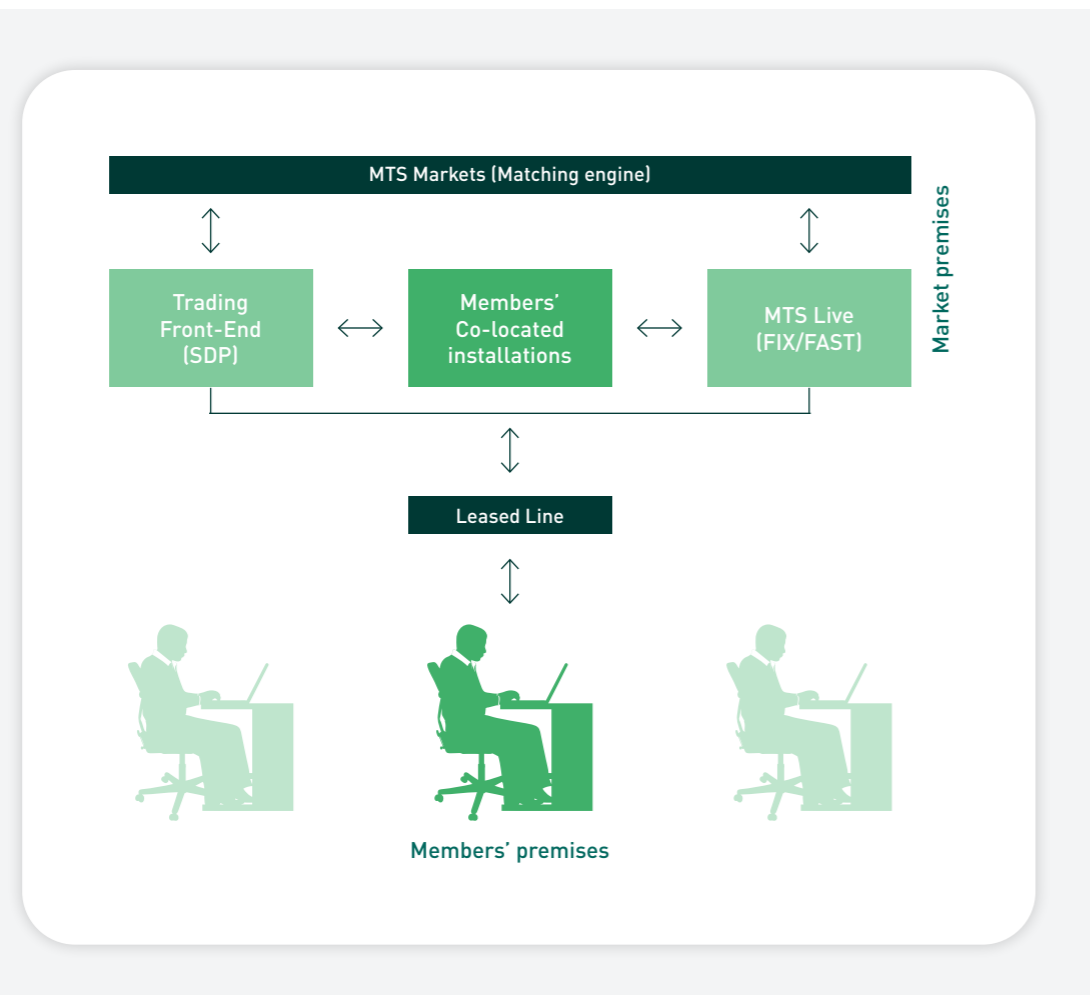 MTS Markets (Matching engine)
Market premises
Trading
Front-End
(SDP)
Members’
Co-located
installations
MTS Live
(FIX/FAST)
Leased Line
Members’ premises